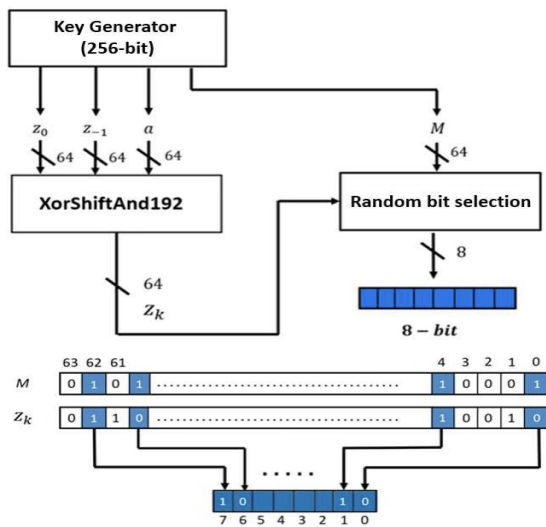 Key Generator
(256-bit)
z₀ z₋₁ a M
64 64 64 64
XorShiftAnd192
Random bit selection
64
z_k
8
8 − bit
63 62 61 4 3 2 1 0
M 0 1 0 1 ........................................ 1 0 0 0 1
z_k 0 1 1 0 ........................................ 1 0 0 1 0
.....
1 0 1 0
7 6 5 4 3 2 1 0